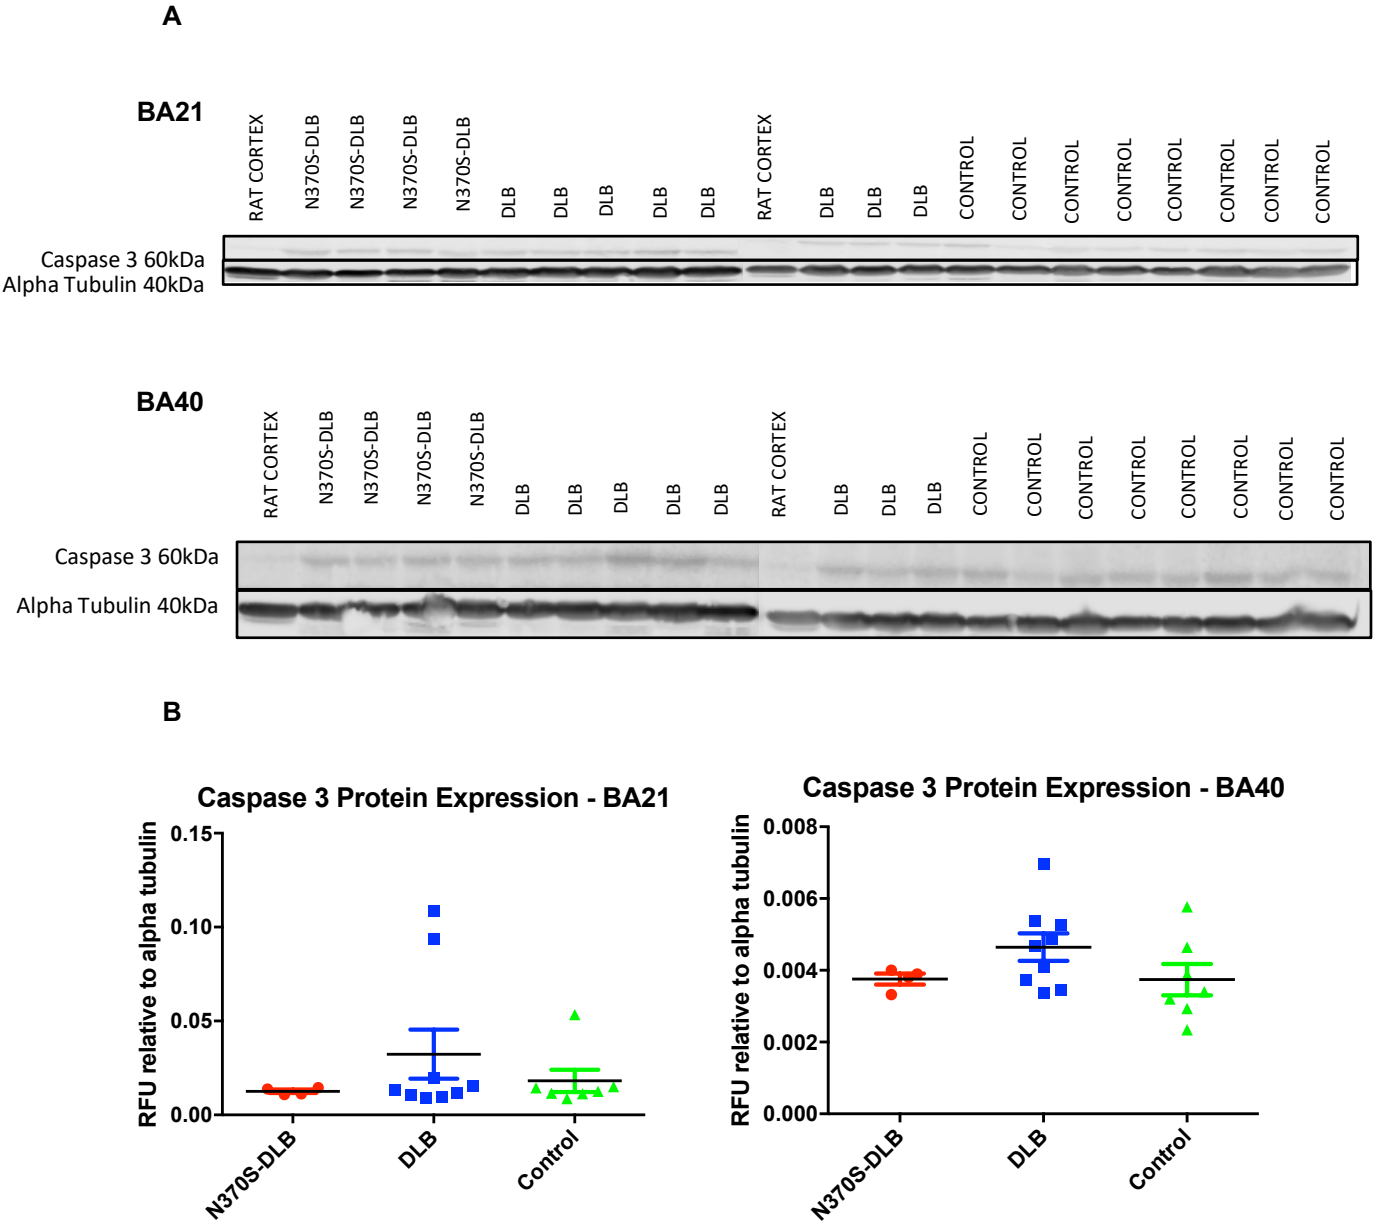 A
BA21
RAT CORTEX
N370S-DLB
N370S-DLB
N370S-DLB
N370S-DLB
DLB
DLB
DLB
DLB
DLB
RAT CORTEX
DLB
DLB
DLB
CONTROL
CONTROL
CONTROL
CONTROL
CONTROL
CONTROL
CONTROL
CONTROL
Caspase 3 60kDa
Alpha Tubulin 40kDa
BA40
RAT CORTEX
N370S-DLB
N370S-DLB
N370S-DLB
N370S-DLB
DLB
DLB
DLB
DLB
DLB
RAT CORTEX
DLB
DLB
DLB
CONTROL
CONTROL
CONTROL
CONTROL
CONTROL
CONTROL
CONTROL
CONTROL
Caspase 3 60kDa
Alpha Tubulin 40kDa
B
Caspase 3 Protein Expression - BA21
RFU relative to alpha tubulin
0.15
0.10
0.05
0.00
N370S-DLB
DLB
Control
Caspase 3 Protein Expression - BA40
RFU relative to alpha tubulin
0.008
0.006
0.004
0.002
0.000
N370S-DLB
DLB
Control